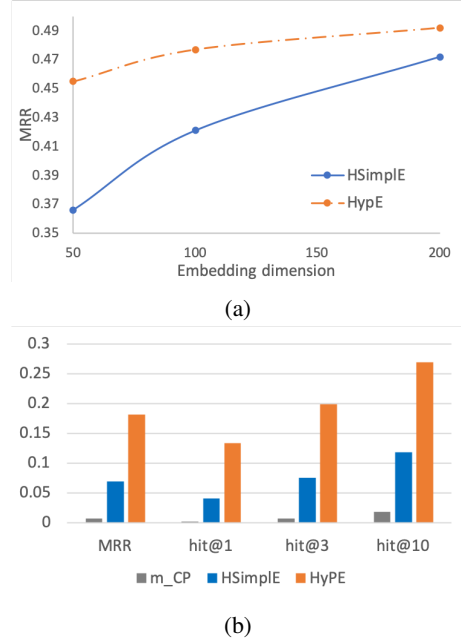 0.49
0.47
0.45
0.43
0.41
0.39
0.37
0.35
MRR
HSimplE
HypE
50 100 150 200
Embedding dimension
(a)
0.3
0.25
0.2
0.15
0.1
0.05
0
MRR hit@1 hit@3 hit@10
m_CP HSimplE HyPE
(b)